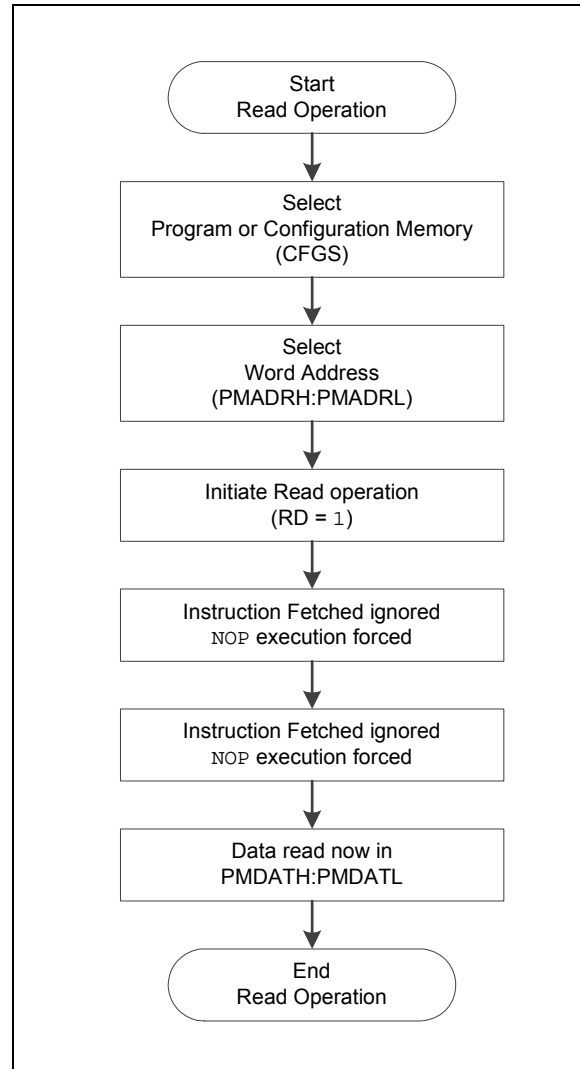 Start
Read Operation
Select
Program or Configuration Memory
(CFGS)
Select
Word Address
(PMADRH:PMADRL)
Initiate Read operation
(RD = 1)
Instruction Fetched ignored
NOP execution forced
Instruction Fetched ignored
NOP execution forced
Data read now in
PMDATH:PMDATL
End
Read Operation